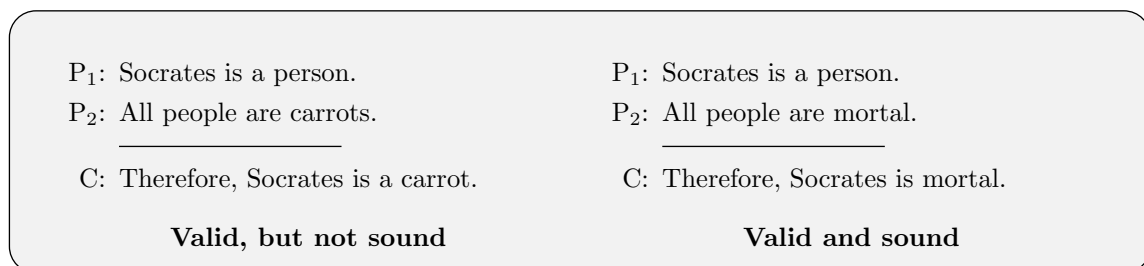 P₁: Socrates is a person.
P₂: All people are carrots.
C: Therefore, Socrates is a carrot.
Valid, but not sound
P₁: Socrates is a person.
P₂: All people are mortal.
C: Therefore, Socrates is mortal.
Valid and sound